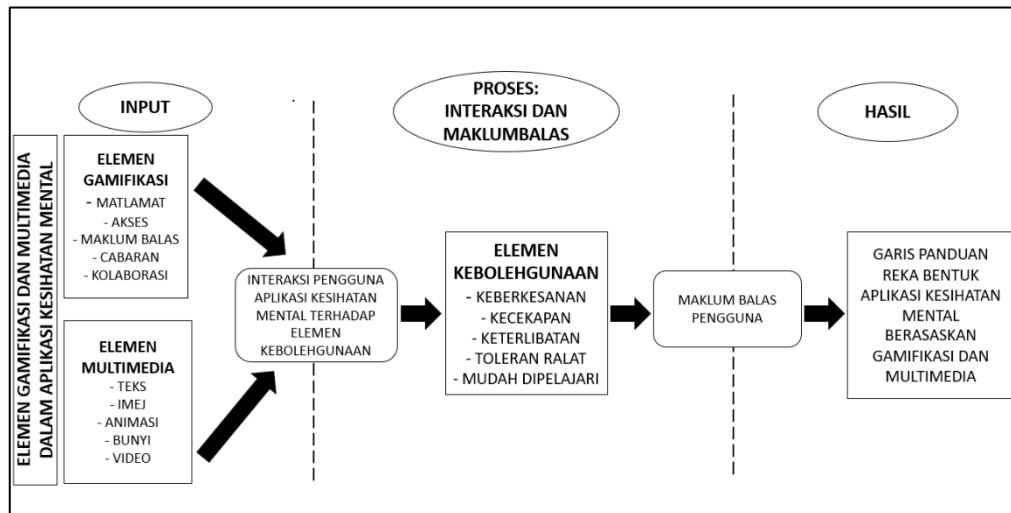 INPUT
PROSES:
INTERAKSI DAN
MAKLUMBALAS
HASIL
ELEMEN GAMIFIKASI DAN MULTIMEDIA
DALAM APLIKASI KESIHATAN MENTAL
ELEMEN
GAMIFIKASI
- MATLAMAT
- AKSES
- MAKLUM BALAS
- CABARAN
- KOLABORASI
ELEMEN
MULTIMEDIA
- TEKS
- IMEJ
- ANIMASI
- BUNYI
- VIDEO
INTERAKSI PENGGUNA
APLIKASI KESIHATAN
MENTAL TERHADAP
ELEMEN
KEBOLEHGUNAAN
ELEMEN
KEBOLEHGUNAAN
- KEBERKESANAN
- KECEKAPAN
- KETERLIBATAN
- TOLERAN RALAT
- MUDAH DIPELAJARI
MAKLUM BALAS
PENGGUNA
GARIS PANDUAN
REKA BENTUK
APLIKASI KESIHATAN
MENTAL
BERASASKAN
GAMIFIKASI DAN
MULTIMEDIA